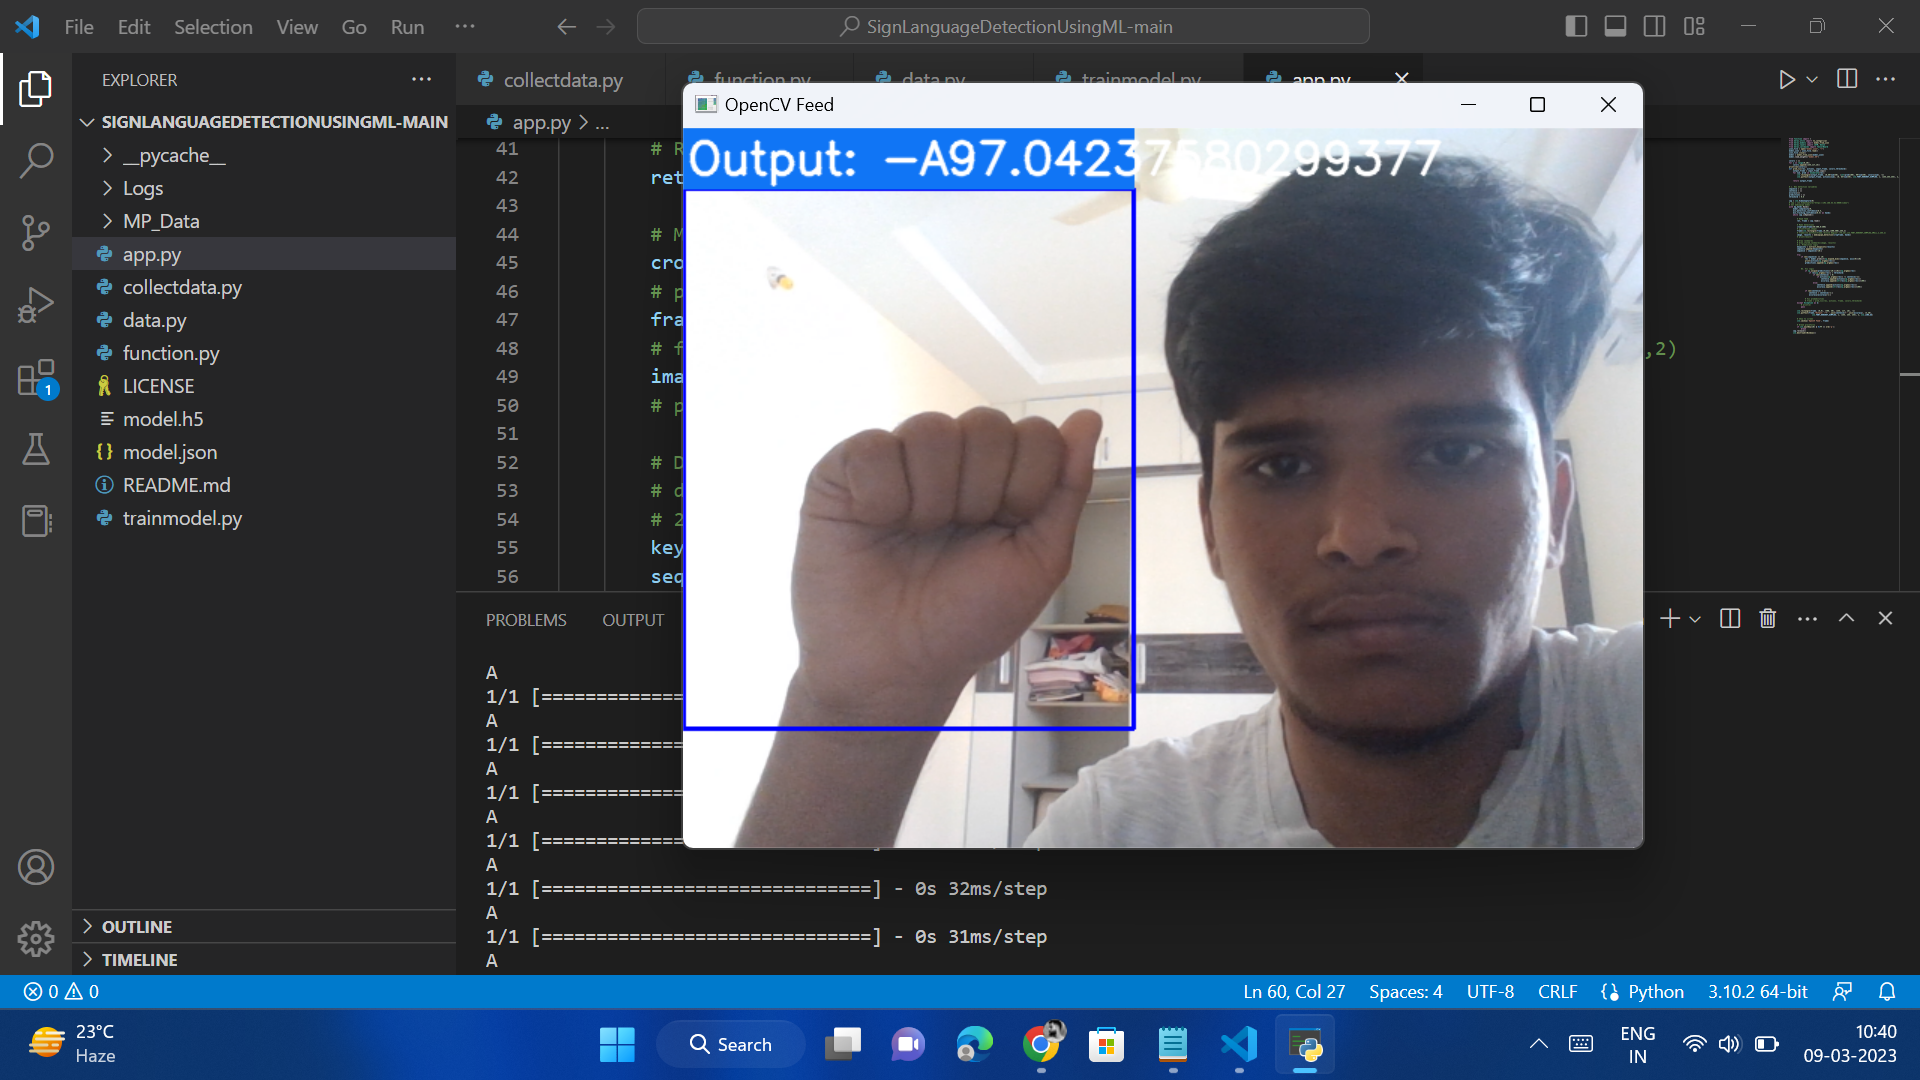 File Edit Selection View Go Run ···
SignLanguageDetectionUsingML-main
EXPLORER ···
SIGNLANGUAGEDETECTIONUSINGML-MAIN
__pycache__
Logs
MP_Data
app.py
collectdata.py
data.py
function.py
LICENSE
model.h5
model.json
README.md
trainmodel.py
OUTLINE
TIMELINE
1
collectdata.py function.py data.py trainmodel.py app.py
app.py > ...
41 # R
42 ret
43
44 # M
45 cro
46 # p
47 fra
48 # f ,2)
49 ima
50 # p
51
52 # D
53 # d
54 # 2
55 key
56 seq
OpenCV Feed
Output: -A97.04237580299377
PROBLEMS OUTPUT
A
1/1 [=============
A
1/1 [=============
A
1/1 [=============
A
1/1 [=============
A
1/1 [==============================] - 0s 32ms/step
A
1/1 [==============================] - 0s 31ms/step
A
0 0
Ln 60, Col 27 Spaces: 4 UTF-8 CRLF Python 3.10.2 64-bit
23°C
Haze
Search
ENG
IN
10:40
09-03-2023